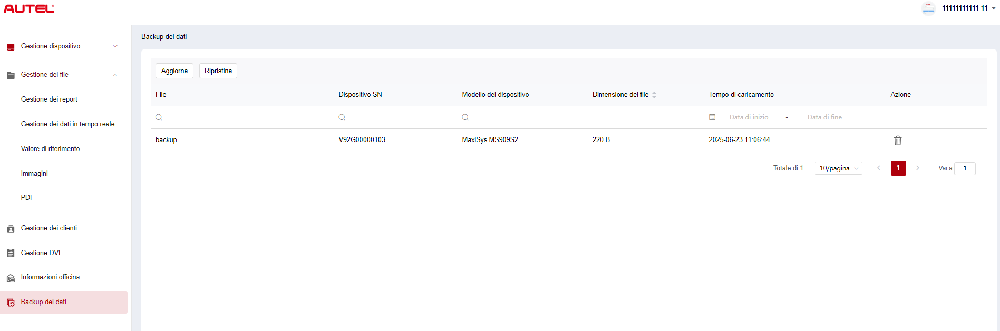 AUTEL
11111111111 11
Gestione dispositivo
Gestione dei file
Gestione dei report
Gestione dei dati in tempo reale
Valore di riferimento
Immagini
PDF
Gestione dei clienti
Gestione DVI
Informazioni officina
Backup dei dati
Backup dei dati
Aggiorna Ripristina
File Dispositivo SN Modello del dispositivo Dimensione del file Tempo di caricamento Azione
Data di inizio - Data di fine
backup V92G00000103 MaxiSys MS909S2 220 B 2025-06-23 11:06:44
Totale di 1 10/pagina 1 Vai a 1